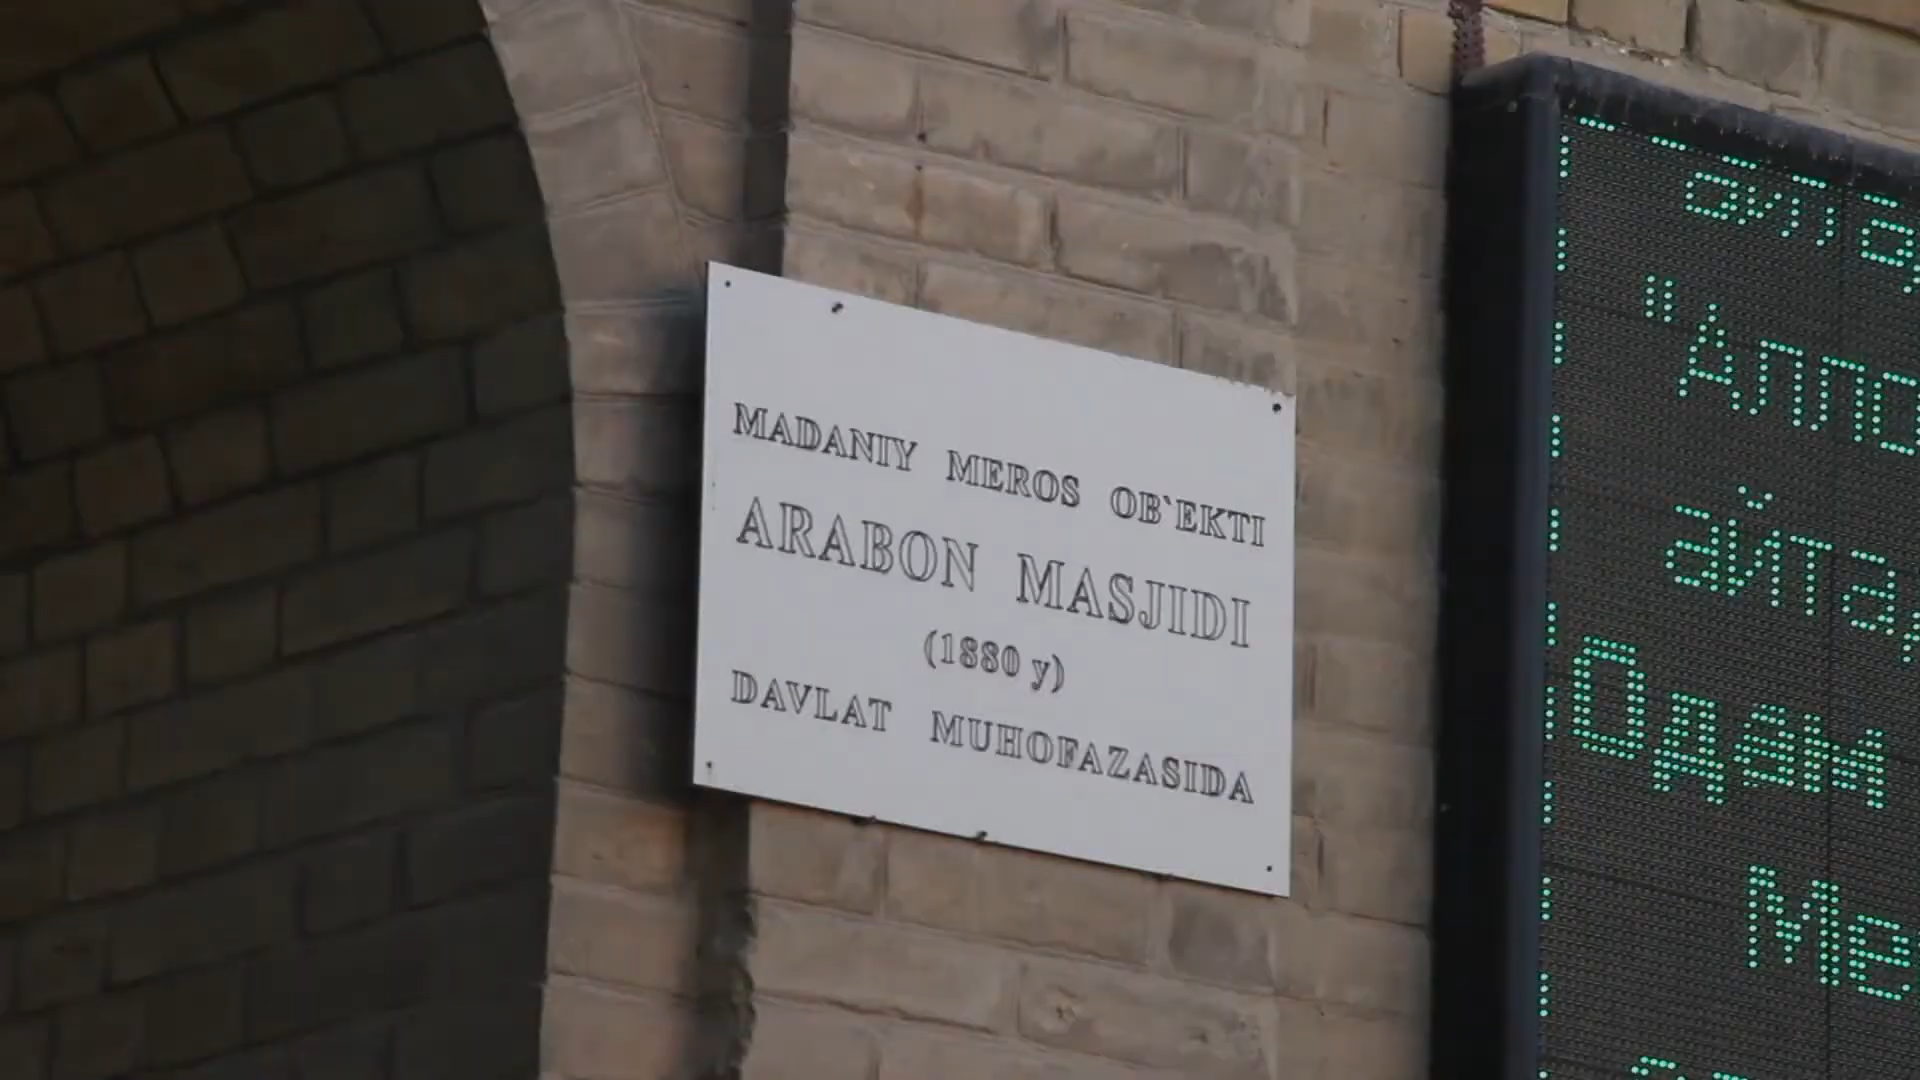 MADANIY MEROS OB`EKTI
ARABON MASJIDI
(1880 y)
DAVLAT MUHOFAZASIDA
"Алло
айта
Одам
Ме